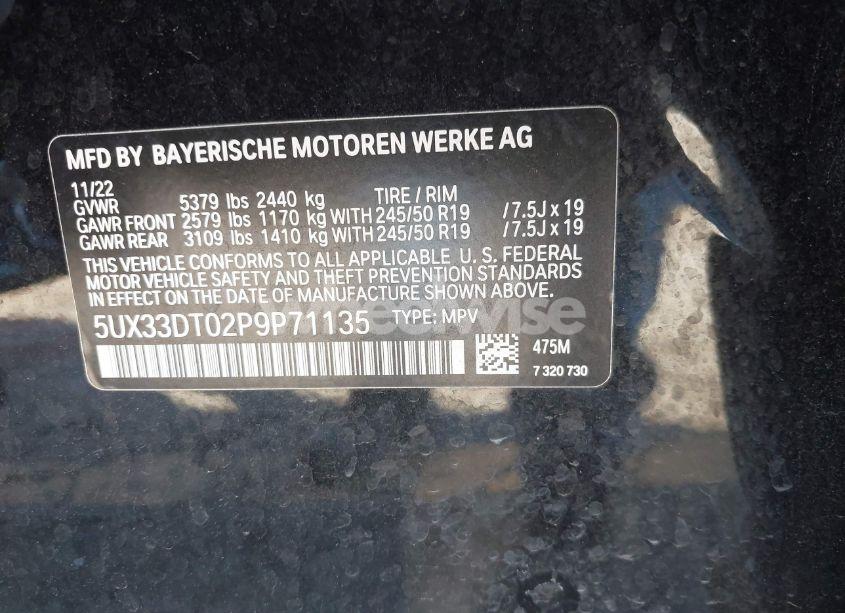 MFD BY BAYERISCHE MOTOREN WERKE AG
11/22
GVWR 5379 lbs 2440 kg TIRE / RIM
GAWR FRONT 2579 lbs 1170 kg WITH 245/50 R19 / 7.5J x 19
GAWR REAR 3109 lbs 1410 kg WITH 245/50 R19 / 7.5J x 19
THIS VEHICLE CONFORMS TO ALL APPLICABLE U. S. FEDERAL
MOTOR VEHICLE SAFETY AND THEFT PREVENTION STANDARDS
IN EFFECT ON THE DATE OF MANUFACTURE SHOWN ABOVE.
5UX33DT02P9P71135 TYPE: MPV
475M
7 320 730